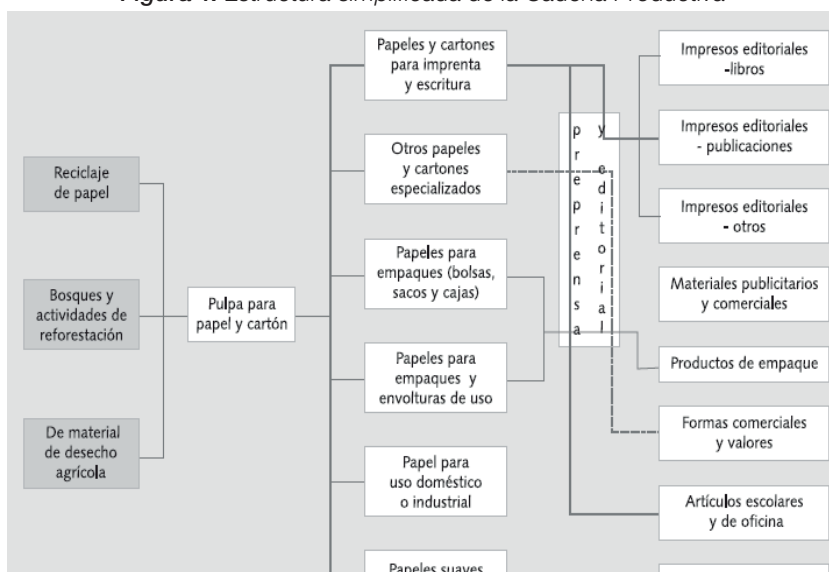 Figura 1. Estructura simplificada de la Cadena Productiva
Papeles y cartones
para imprenta
y escritura
Impresos editoriales
-libros
Otros papeles
y cartones
especializados
preprensa
y editorial
Impresos editoriales
- publicaciones
Reciclaje
de papel
Impresos editoriales
- otros
Papeles para
empaques (bolsas,
sacos y cajas)
Materiales publicitarios
y comerciales
Bosques y
actividades de
reforestación
Pulpa para
papel y cartón
Papeles para
empaques y
envolturas de uso
Productos de empaque
De material
de desecho
agrícola
Formas comerciales
y valores
Papel para
uso doméstico
o industrial
Artículos escolares
y de oficina
Papeles suaves